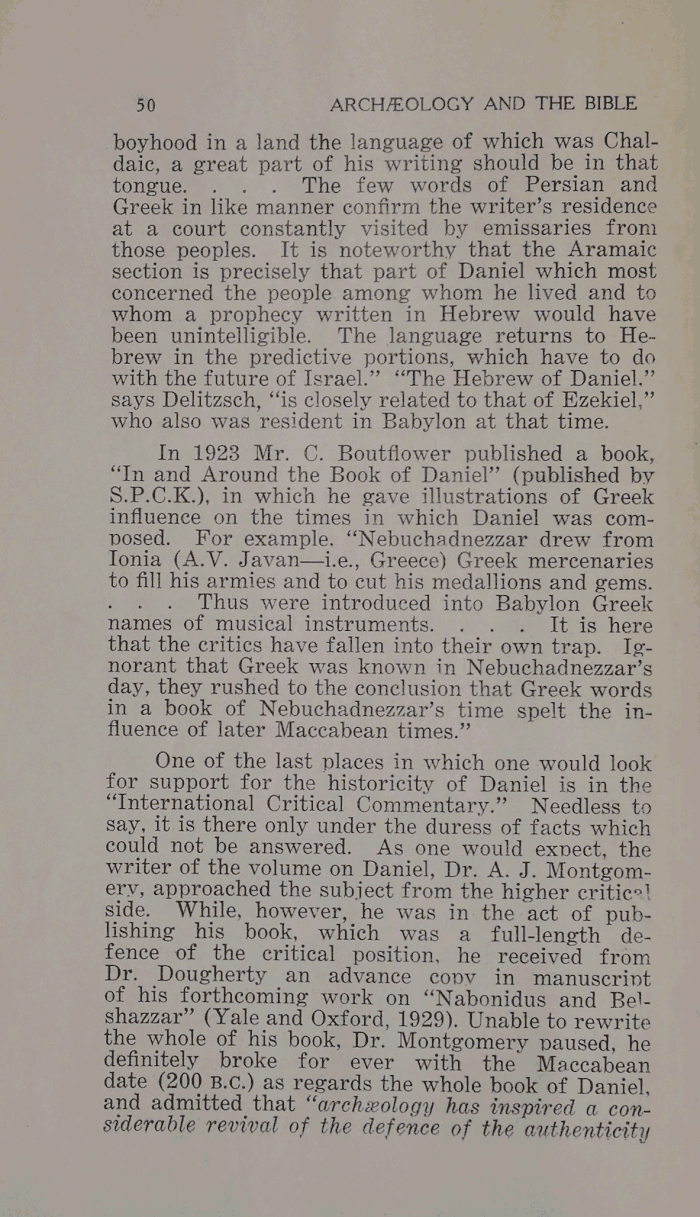 50 ARCHÆOLOGY AND THE BIBLE
boyhood in a land the language of which was Chal-
daic, a great part of his writing should be in that
tongue. . . . The few words of Persian and
Greek in like manner confirm the writer's residence
at a court constantly visited by emissaries from
those peoples. It is noteworthy that the Aramaic
section is precisely that part of Daniel which most
concerned the people among whom he lived and to
whom a prophecy written in Hebrew would have
been unintelligible. The language returns to He-
brew in the predictive portions, which have to do
with the future of Israel." "The Hebrew of Daniel,"
says Delitzsch, "is closely related to that of Ezekiel,"
who also was resident in Babylon at that time.
In 1923 Mr. C. Boutflower published a book,
"In and Around the Book of Daniel" (published by
S.P.C.K.), in which he gave illustrations of Greek
influence on the times in which Daniel was com-
posed. For example, "Nebuchadnezzar drew from
Ionia (A.V. Javan—i.e., Greece) Greek mercenaries
to fill his armies and to cut his medallions and gems.
. . . Thus were introduced into Babylon Greek
names of musical instruments. . . . It is here
that the critics have fallen into their own trap. Ig-
norant that Greek was known in Nebuchadnezzar's
day, they rushed to the conclusion that Greek words
in a book of Nebuchadnezzar's time spelt the in-
fluence of later Maccabean times."
One of the last places in which one would look
for support for the historicity of Daniel is in the
"International Critical Commentary." Needless to
say, it is there only under the duress of facts which
could not be answered. As one would expect, the
writer of the volume on Daniel, Dr. A. J. Montgom-
ery, approached the subject from the higher critical
side. While, however, he was in the act of pub-
lishing his book, which was a full-length de-
fence of the critical position, he received from
Dr. Dougherty an advance copy in manuscript
of his forthcoming work on "Nabonidus and Bel-
shazzar" (Yale and Oxford, 1929). Unable to rewrite
the whole of his book, Dr. Montgomery paused, he
definitely broke for ever with the Maccabean
date (200 B.C.) as regards the whole book of Daniel,
and admitted that "archæology has inspired a con-
siderable revival of the defence of the authenticity